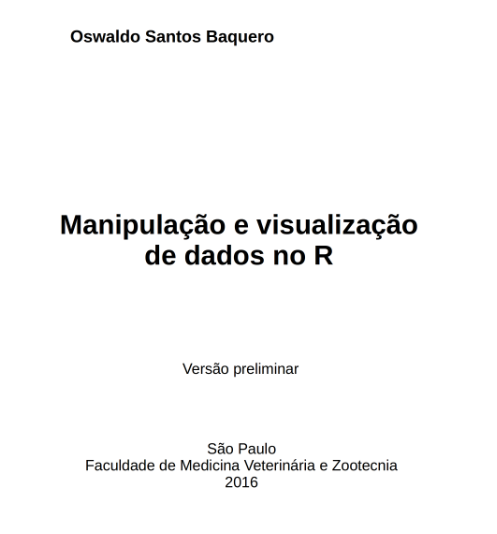 Oswaldo Santos Baquero
Manipulação e visualização
de dados no R
Versão preliminar
São Paulo
Faculdade de Medicina Veterinária e Zootecnia
2016